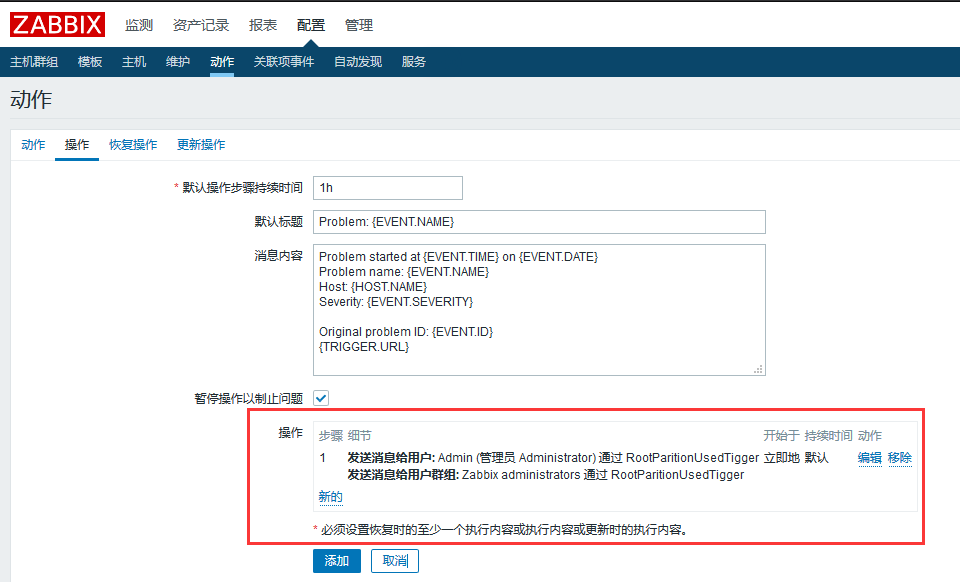 ZABBIX 监测 资产记录 报表 配置 管理
主机群组 模板 主机 维护 动作 关联项事件 自动发现 服务
动作
动作 操作 恢复操作 更新操作
* 默认操作步骤持续时间 1h
默认标题 Problem: {EVENT.NAME}
消息内容 Problem started at {EVENT.TIME} on {EVENT.DATE}
Problem name: {EVENT.NAME}
Host: {HOST.NAME}
Severity: {EVENT.SEVERITY}
Original problem ID: {EVENT.ID}
{TRIGGER.URL}
暂停操作以制止问题
操作 步骤 细节 开始于 持续时间 动作
1 发送消息给用户: Admin (管理员 Administrator) 通过 RootParitionUsedTigger 立即地 默认 编辑 移除
发送消息给用户群组: Zabbix administrators 通过 RootParitionUsedTigger
新的
* 必须设置恢复时的至少一个执行内容或执行内容或更新时的执行内容。
添加 取消